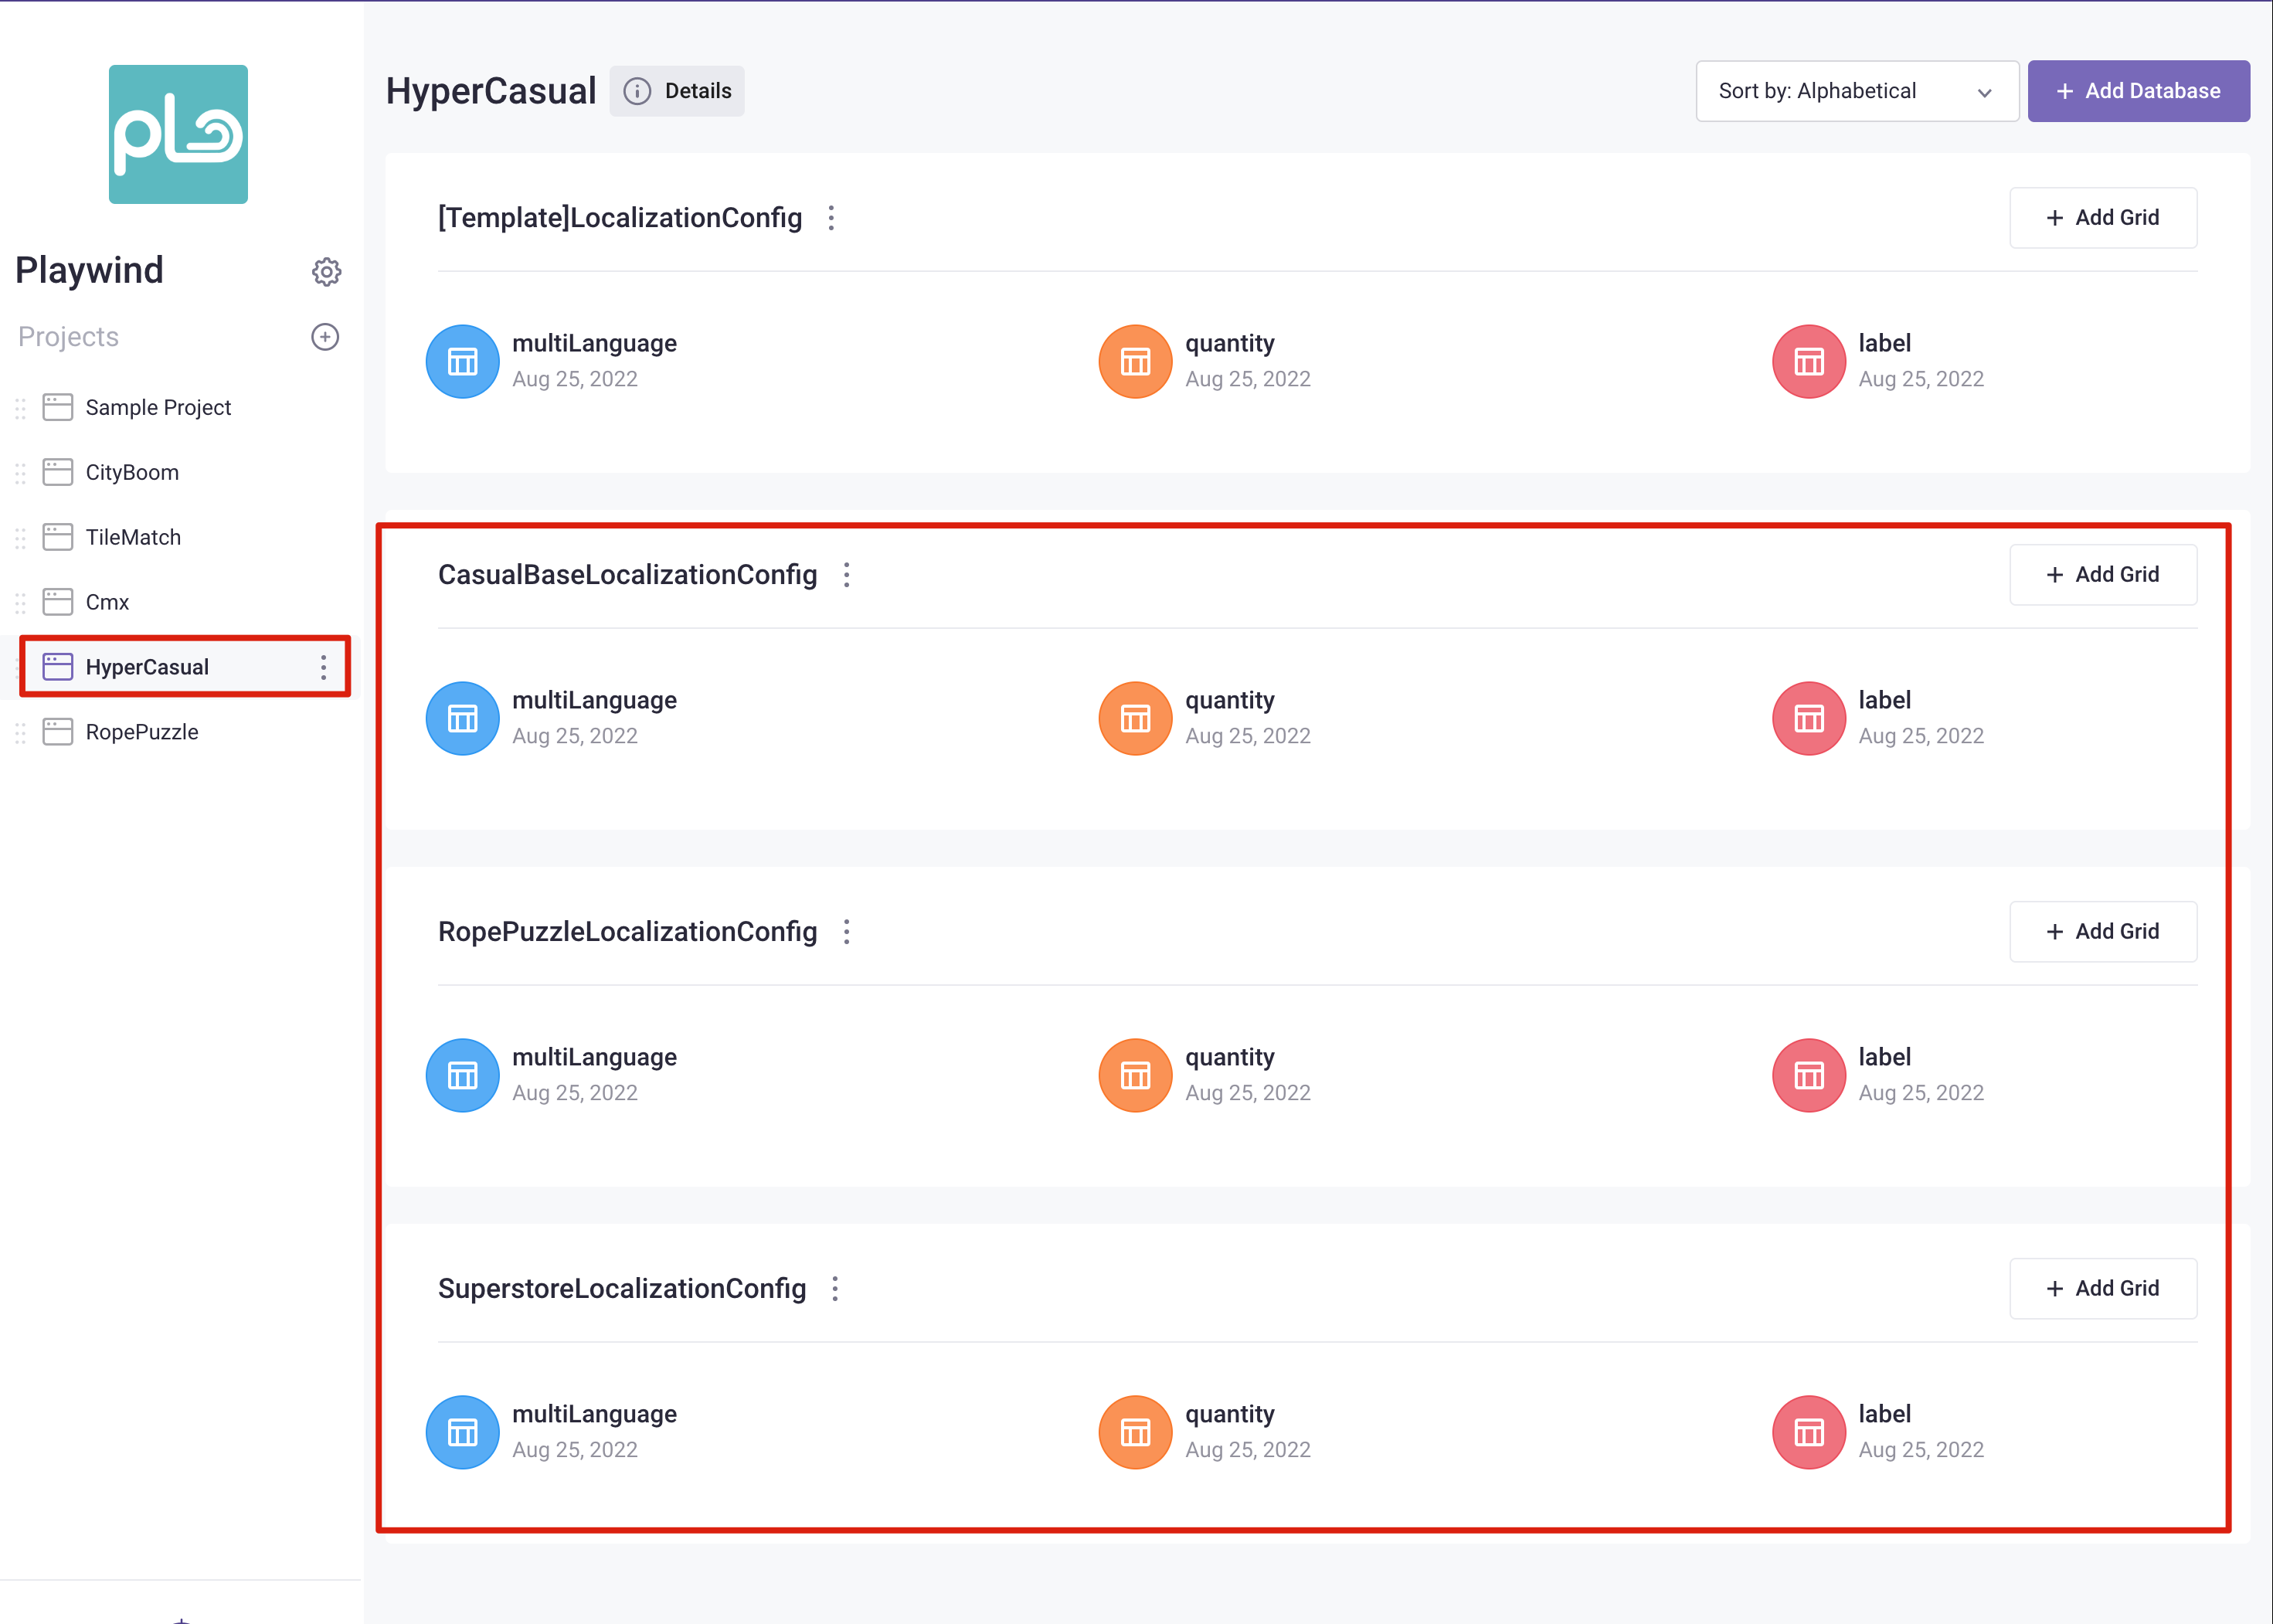 pla
Playwind
Projects
Sample Project
CityBoom
TileMatch
Cmx
HyperCasual
RopePuzzle
HyperCasual Details Sort by: Alphabetical + Add Database
[Template]LocalizationConfig + Add Grid
multiLanguage quantity label
Aug 25, 2022 Aug 25, 2022 Aug 25, 2022
CasualBaseLocalizationConfig + Add Grid
multiLanguage quantity label
Aug 25, 2022 Aug 25, 2022 Aug 25, 2022
RopePuzzleLocalizationConfig + Add Grid
multiLanguage quantity label
Aug 25, 2022 Aug 25, 2022 Aug 25, 2022
SuperstoreLocalizationConfig + Add Grid
multiLanguage quantity label
Aug 25, 2022 Aug 25, 2022 Aug 25, 2022